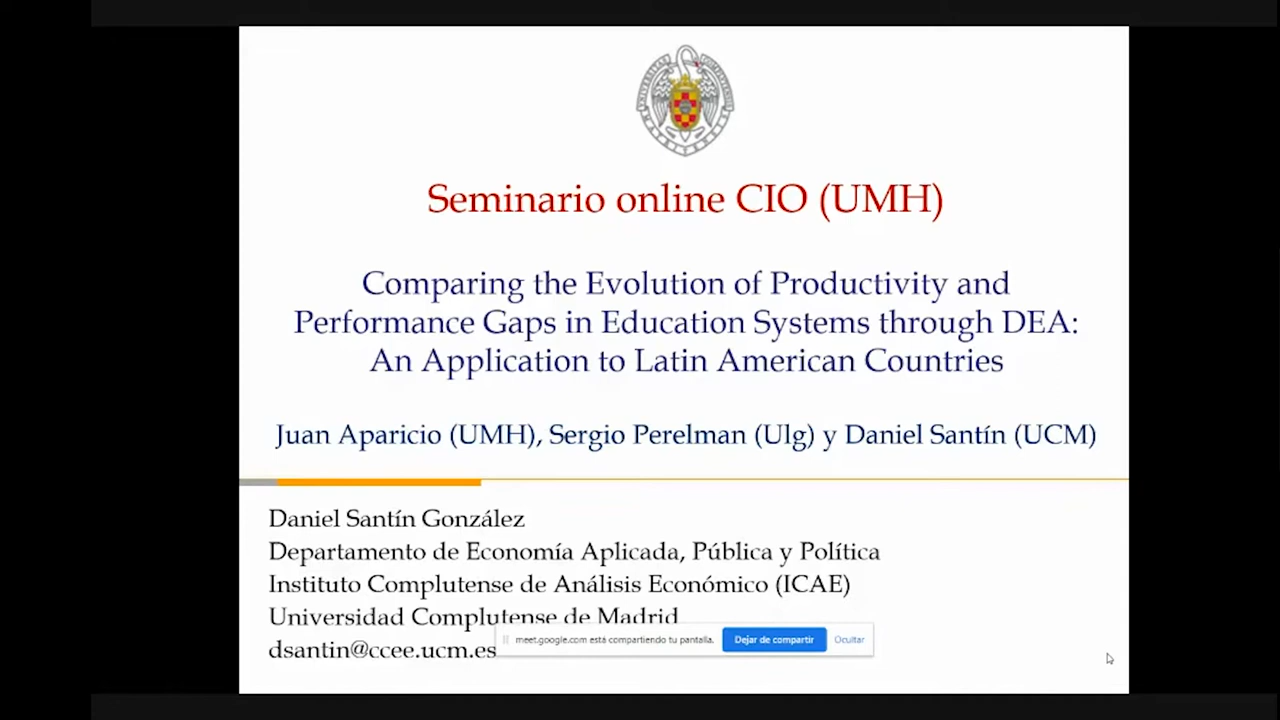 Seminario online CIO (UMH)
Comparing the Evolution of Productivity and
Performance Gaps in Education Systems through DEA:
An Application to Latin American Countries
Juan Aparicio (UMH), Sergio Perelman (Ulg) y Daniel Santín (UCM)
Daniel Santín González
Departamento de Economía Aplicada, Pública y Política
Instituto Complutense de Análisis Económico (ICAE)
Universidad Complutense de Madrid
meet.google.com está compartiendo tu pantalla. Dejar de compartir Ocultar
dsantin@ccee.ucm.es